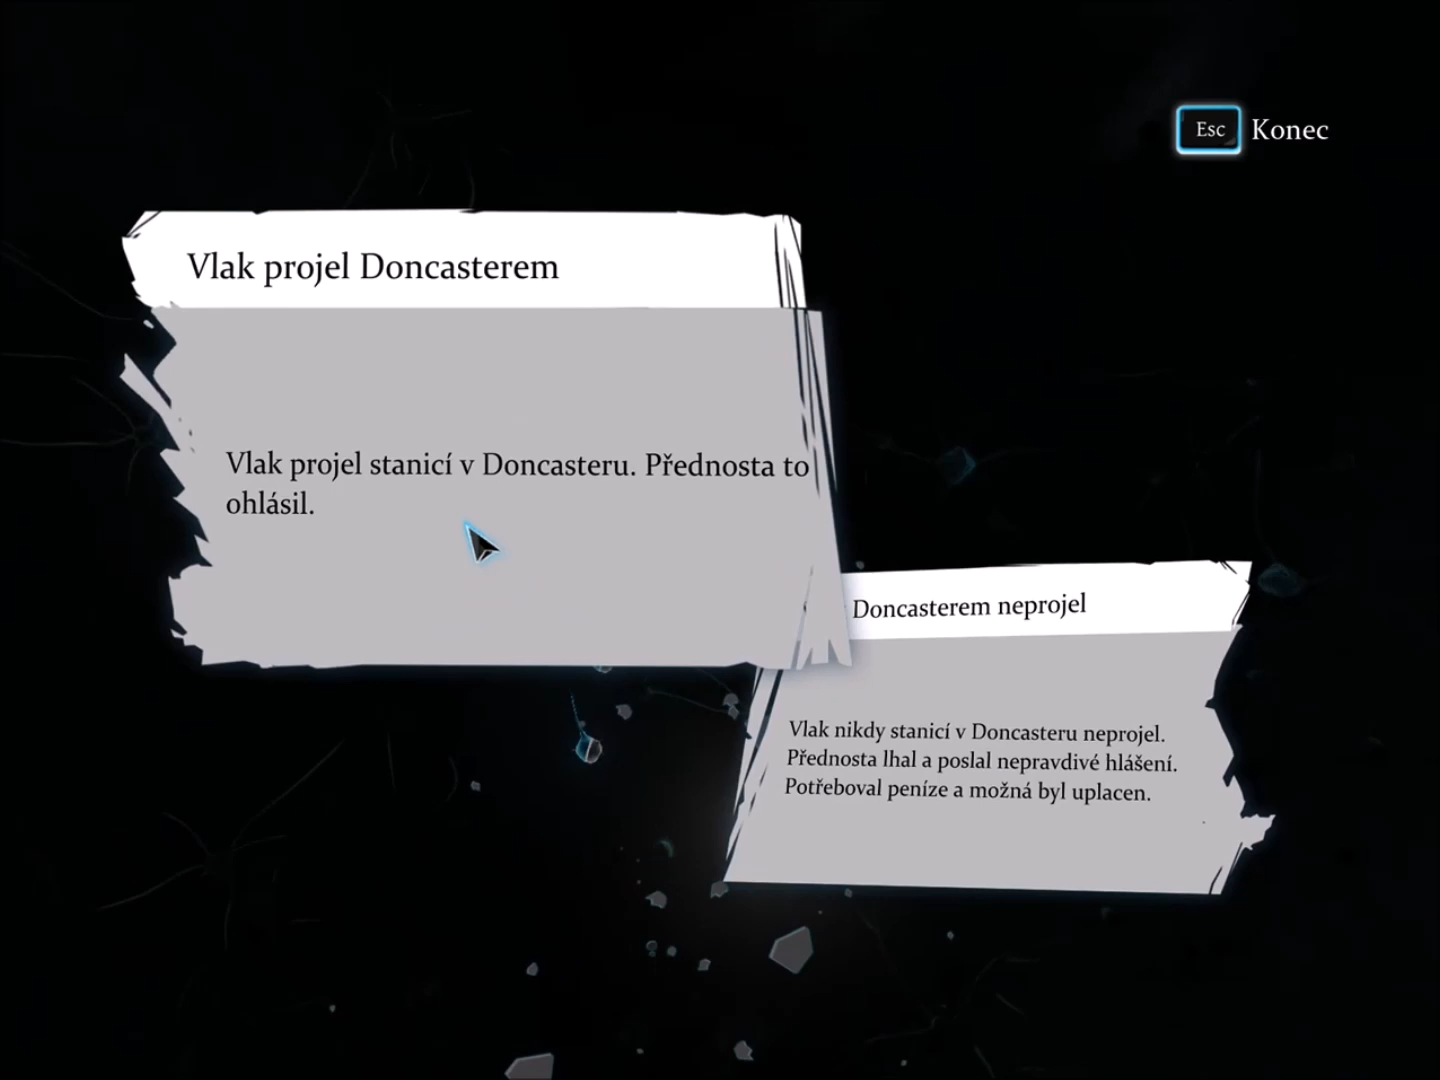 Esc Konec
Vlak projel Doncasterem
Vlak projel stanicí v Doncasteru. Přednosta to
ohlásil.
Doncasterem neprojel
Vlak nikdy stanicí v Doncasteru neprojel.
Přednosta lhal a poslal nepravdivé hlášení.
Potřeboval peníze a možná byl uplacen.